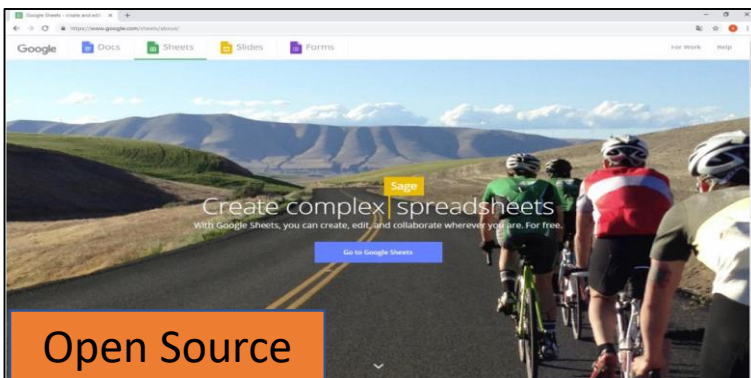 Google Sheets - create and edit
https://www.google.com/sheets/about/
Google Docs Sheets Slides Forms For Work Help
Sage
Create complex spreadsheets
With Google Sheets, you can create, edit, and collaborate wherever you are. For free.
Go to Google Sheets
Open Source